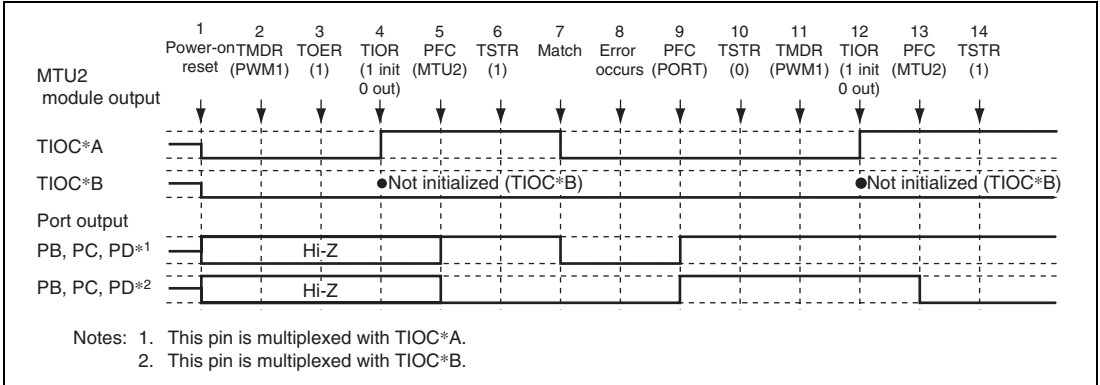 1 2 3 4 5 6 7 8 9 10 11 12 13 14
Power-on TMDR TOER TIOR PFC TSTR Match Error PFC TSTR TMDR TIOR PFC TSTR
reset (PWM1) (1) (1 init (MTU2) (1) occurs (PORT) (0) (PWM1) (1 init (MTU2) (1)
0 out) 0 out)
MTU2
module output
TIOC*A
TIOC*B ●Not initialized (TIOC*B) ●Not initialized (TIOC*B)
Port output
PB, PC, PD*1 Hi-Z
PB, PC, PD*2 Hi-Z
Notes: 1. This pin is multiplexed with TIOC*A.
2. This pin is multiplexed with TIOC*B.